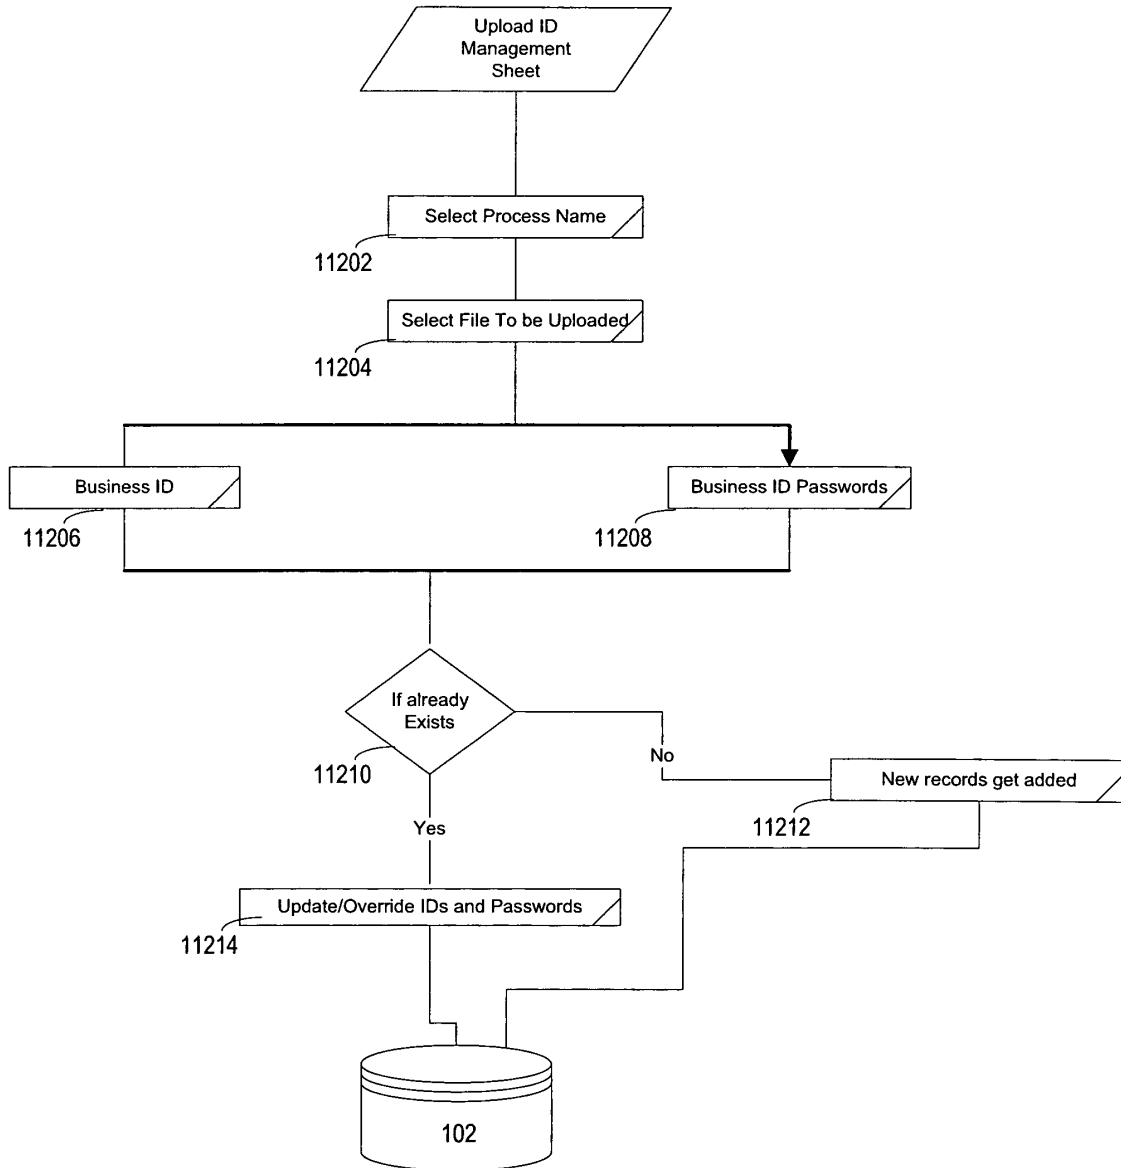 Upload ID
Management
Sheet
Select Process Name
11202
Select File To be Uploaded
11204
Business ID
11206
Business ID Passwords
11208
If already
Exists
11210
No
New records get added
11212
Yes
Update/Override IDs and Passwords
11214
102